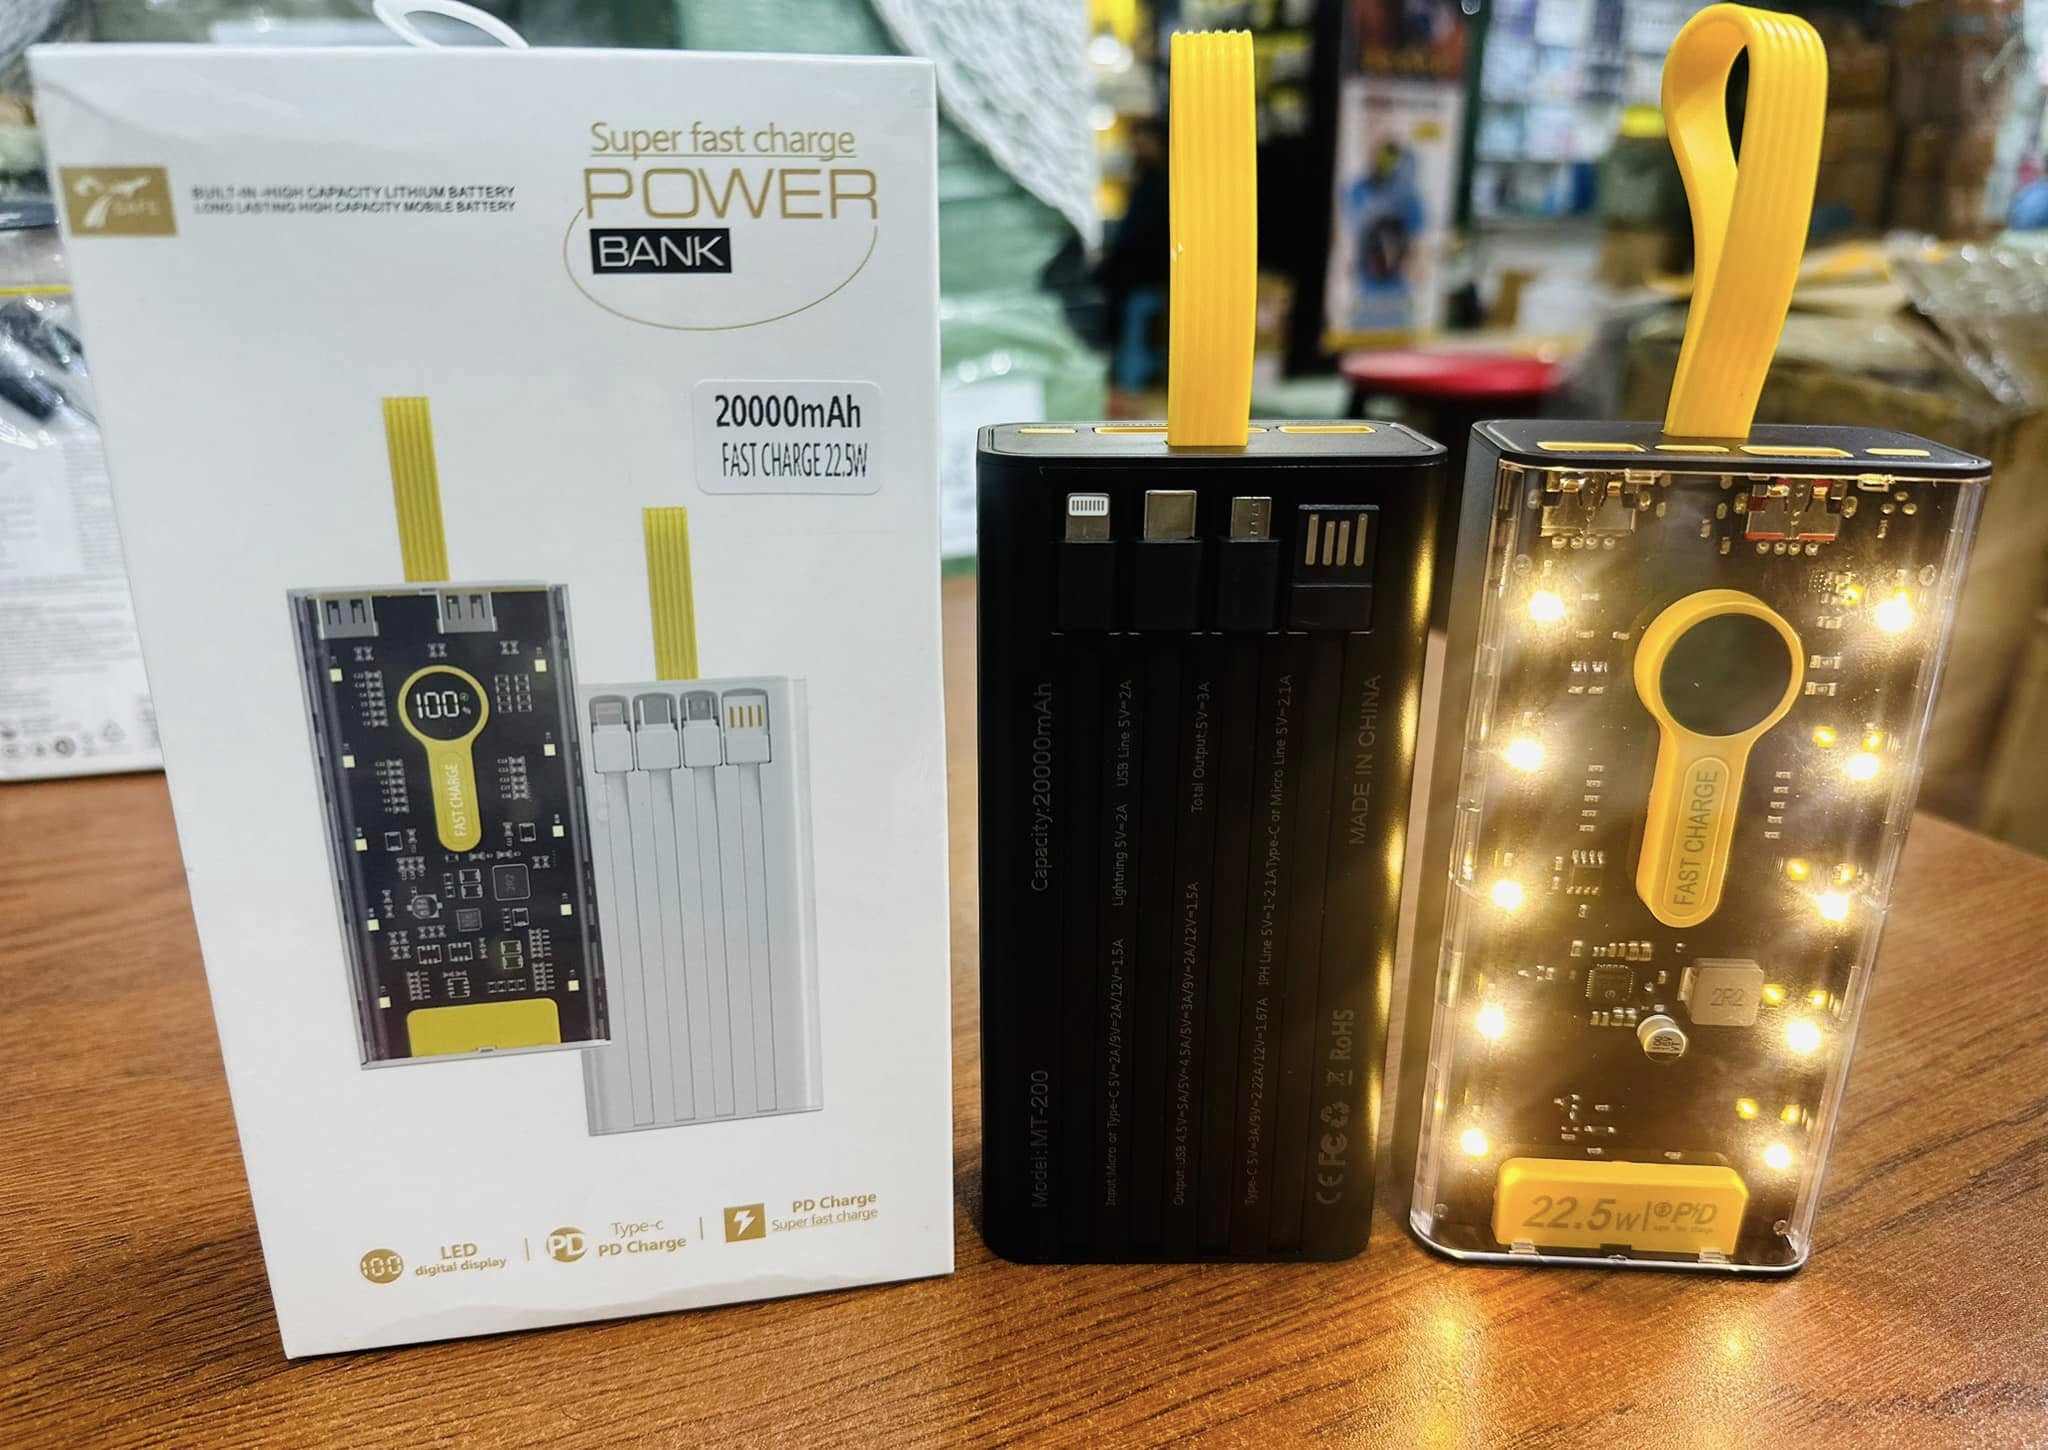 Super fast charge
POWER
BANK
SAFE
BUILT-IN -HIGH CAPACITY LITHIUM BATTERY
LONG LASTING HIGH CAPACITY MOBILE BATTERY
20000mAh
FAST CHARGE 22.5W
100 %
FAST CHARGE
2R2
100
LED
digital display
PD
Type-c
PD Charge
PD Charge
Super fast charge
Model:MT-200
Capacity:20000mAh
Input:Micro or Type-C 5V=2A/9V=2A/12V=1.5A
Lightning 5V=2A
USB Line 5V=2A
Output:USB 4.5V=5A/5V=4.5A/5V=3A/9V=2A/12V=1.5A
Total Output:5V=3A
Type-C 5V=3A/9V=2.22A/12V=1.67A
IPH Line 5V=1-2.1A
Type-C or Micro Line 5V=2.1A
CE FC RoHS
MADE IN CHINA
FAST CHARGE
2R2
22.5W PD